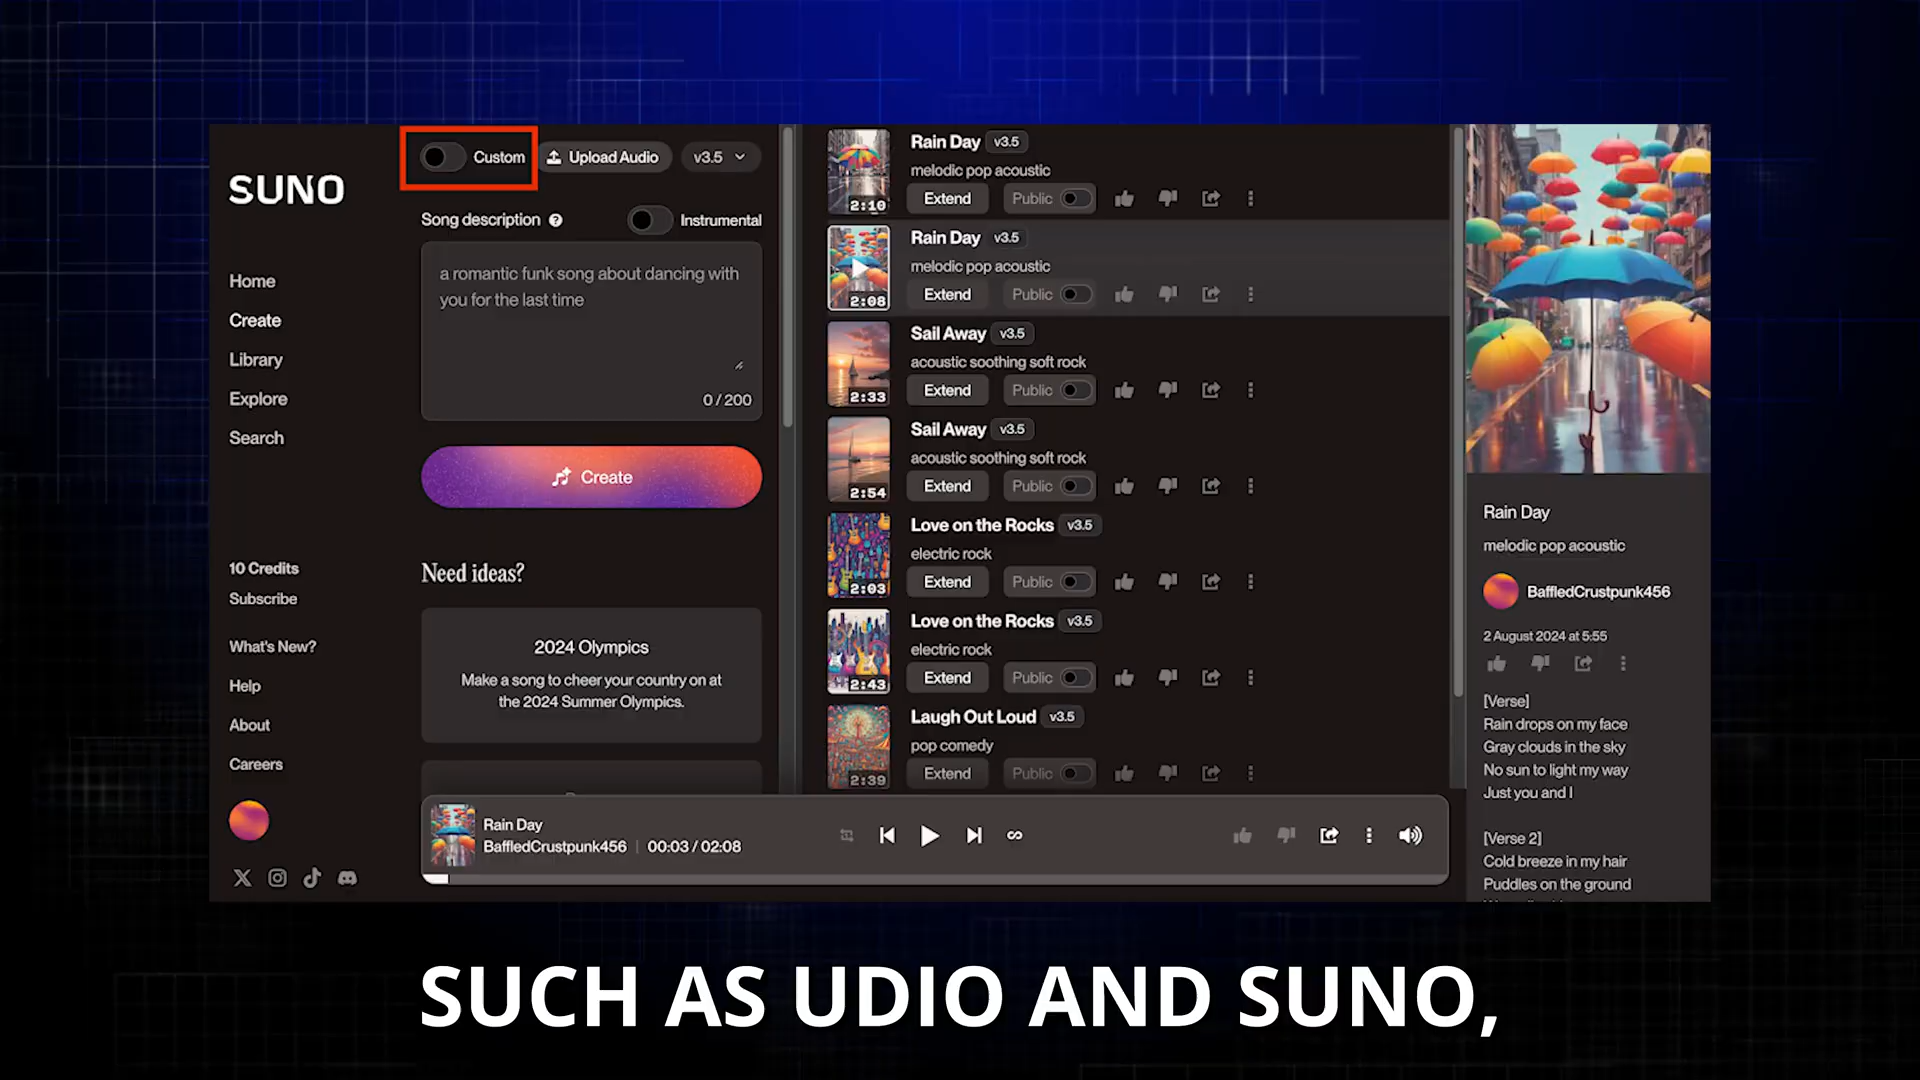 SUNO
Home
Create
Library
Explore
Search
10 Credits
Subscribe
What's New?
Help
About
Careers
Custom
Upload Audio
v3.5
Song description
Instrumental
a romantic funk song about dancing with
you for the last time
0 / 200
Create
Need ideas?
2024 Olympics
Make a song to cheer your country on at
the 2024 Summer Olympics.
Rain Day v3.5
melodic pop acoustic
2:10
Extend Public
Rain Day v3.5
melodic pop acoustic
2:08
Extend Public
Sail Away v3.5
acoustic soothing soft rock
2:33
Extend Public
Sail Away v3.5
acoustic soothing soft rock
2:54
Extend Public
Love on the Rocks v3.5
electric rock
2:03
Extend Public
Love on the Rocks v3.5
electric rock
2:43
Extend Public
Laugh Out Loud v3.5
pop comedy
2:39
Extend Public
Rain Day
BaffledCrustpunk456 00:03 / 02:08
Rain Day
melodic pop acoustic
BaffledCrustpunk456
2 August 2024 at 5:55
[Verse]
Rain drops on my face
Gray clouds in the sky
No sun to light my way
Just you and I
[Verse 2]
Cold breeze in my hair
Puddles on the ground
SUCH AS UDIO AND SUNO,